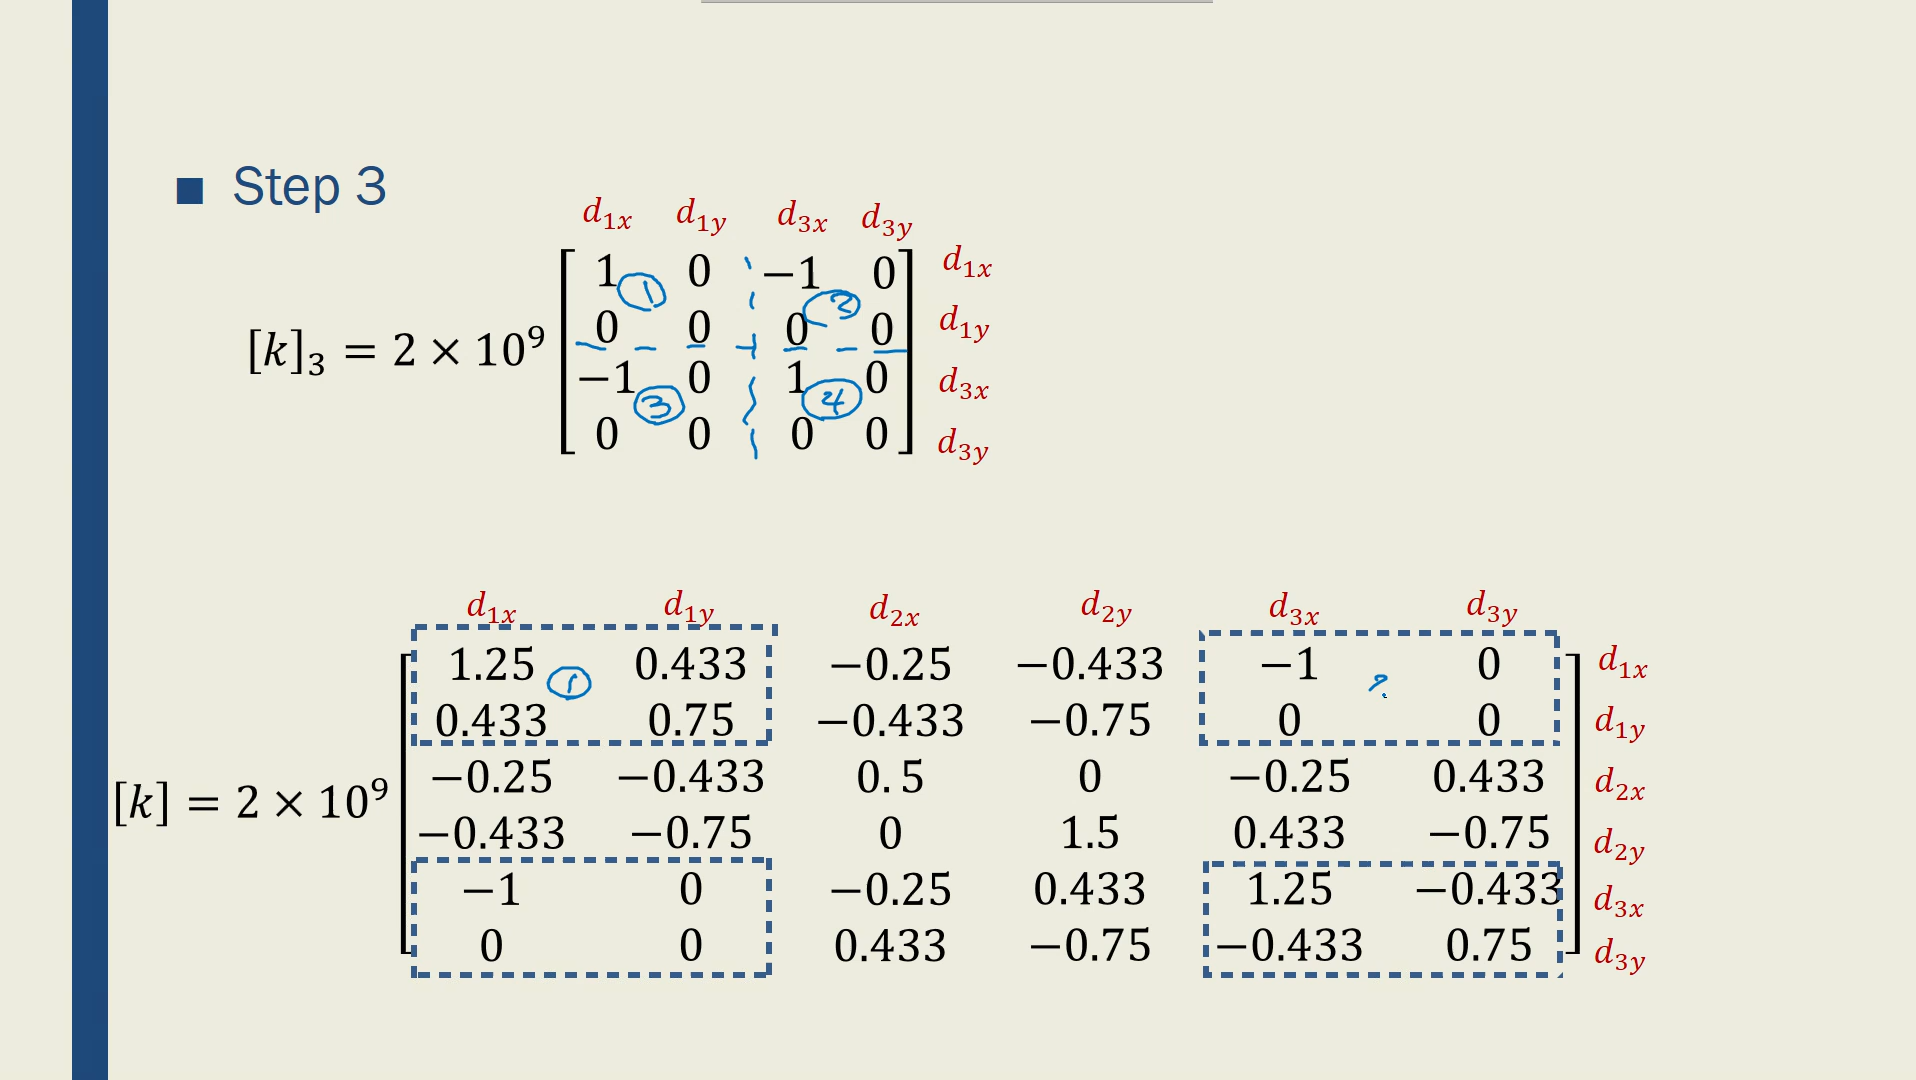 ■ Step 3
d1x d1y d3x d3y
[k]₃ = 2 × 10⁹
1 0 −1 0 d1x
① ②
0 0 0 0 d1y
−1 0 1 0 d3x
③ ④
0 0 0 0 d3y
d1x d1y d2x d2y d3x d3y
[k] = 2 × 10⁹
1.25 0.433 −0.25 −0.433 −1 0 d1x
① 2
0.433 0.75 −0.433 −0.75 0 0 d1y
−0.25 −0.433 0.5 0 −0.25 0.433 d2x
−0.433 −0.75 0 1.5 0.433 −0.75 d2y
−1 0 −0.25 0.433 1.25 −0.433 d3x
0 0 0.433 −0.75 −0.433 0.75 d3y